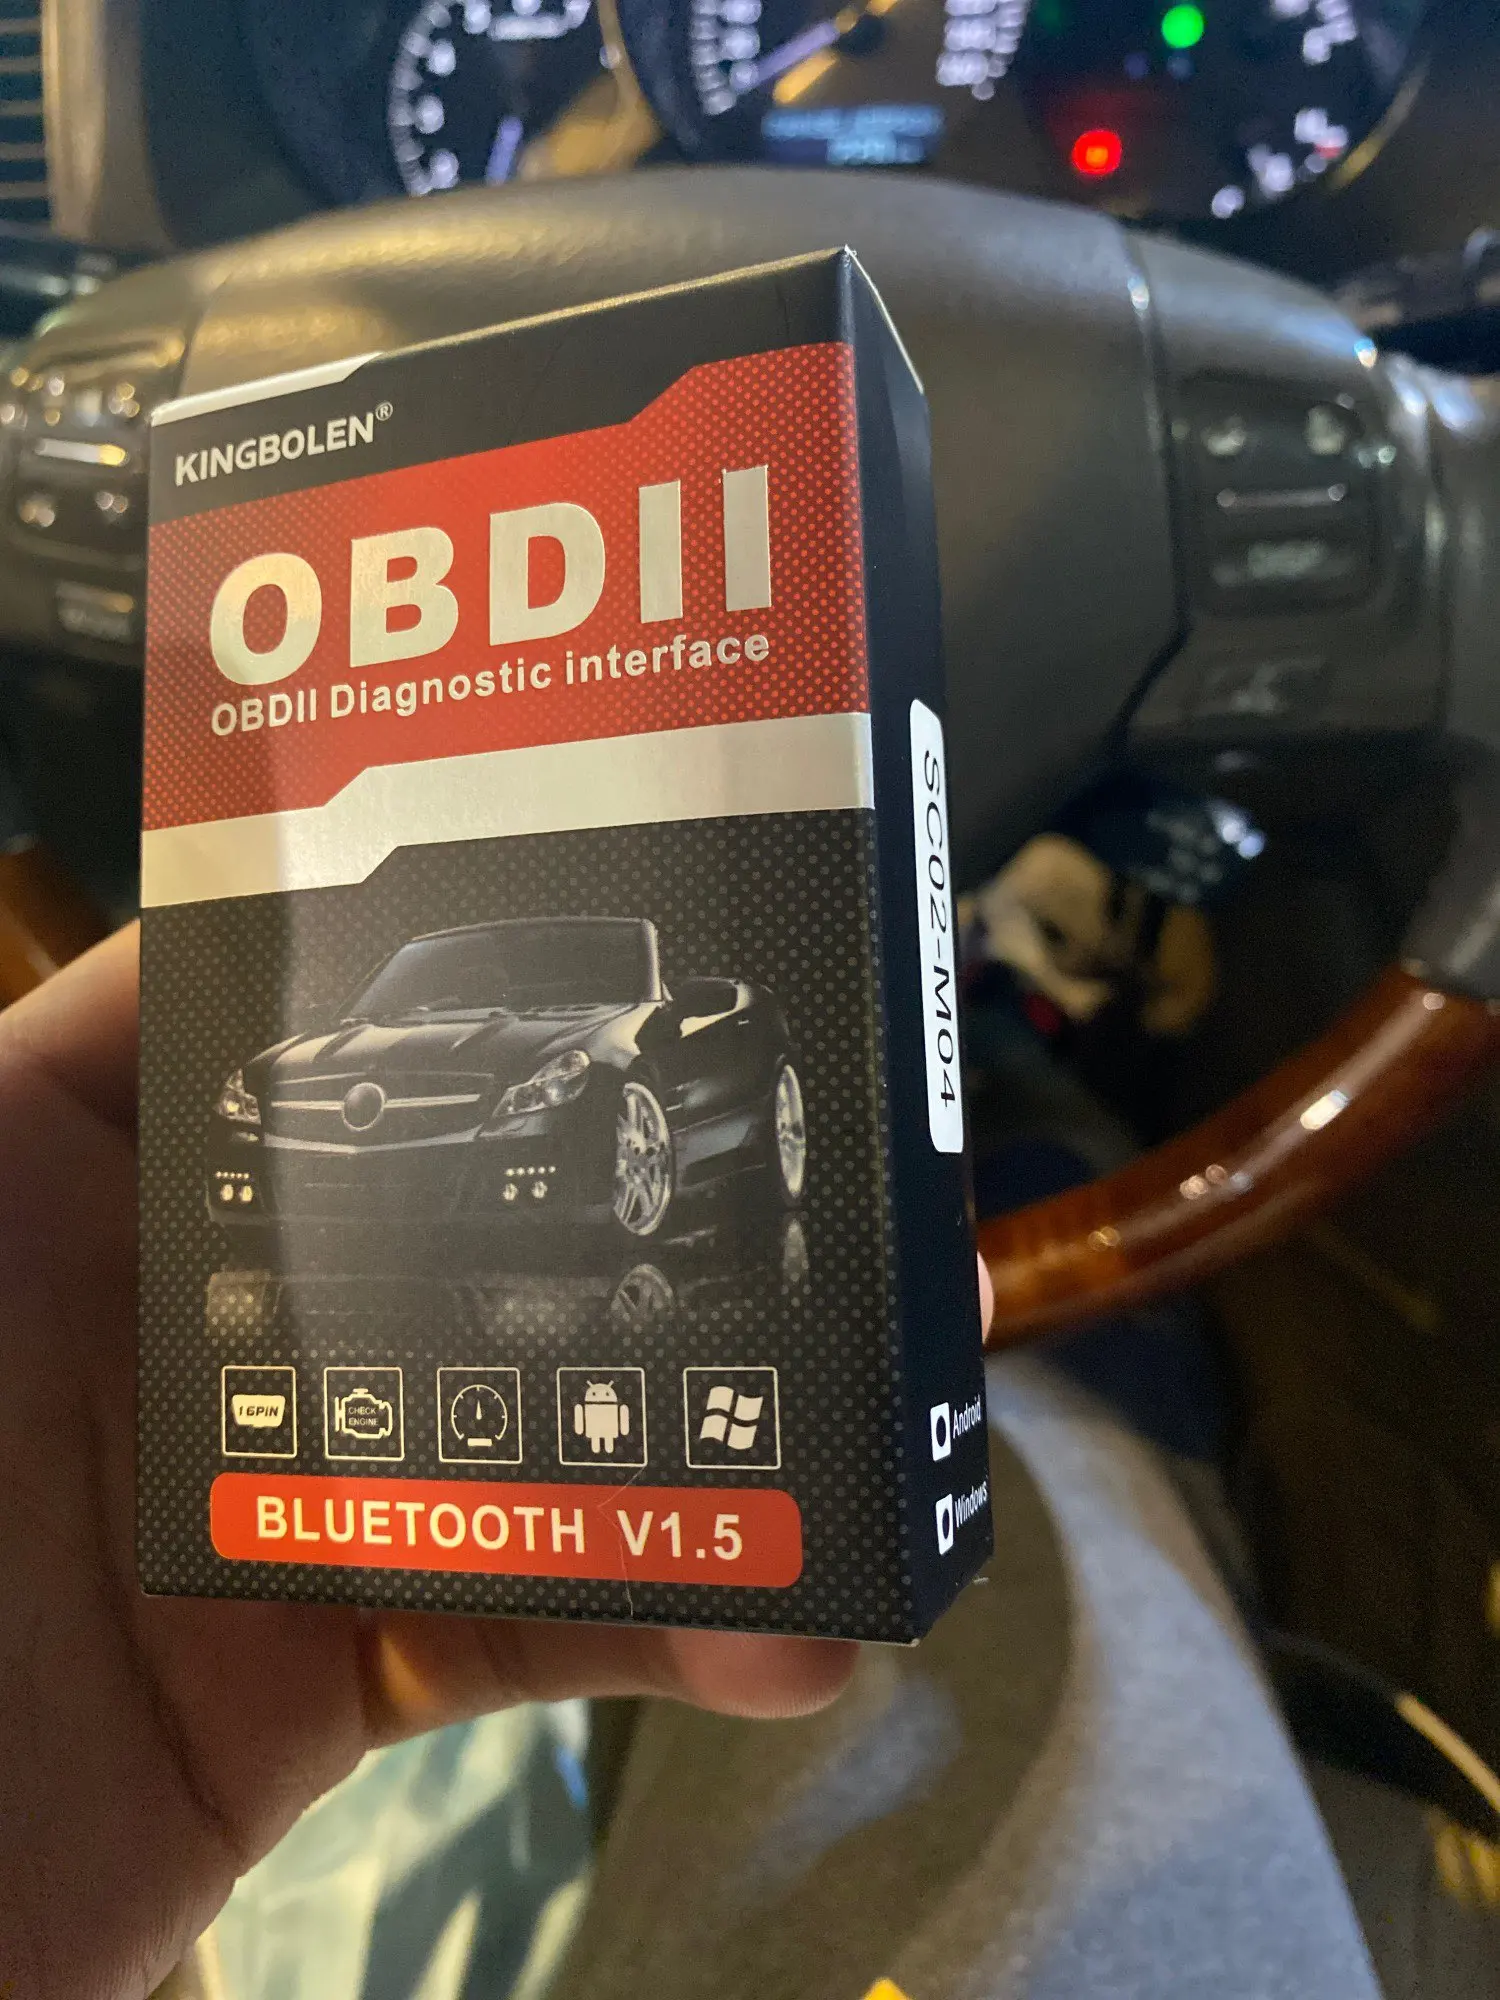 KINGBOLEN®
OBDII
OBDII Diagnostic interface
SC02-M04
16PIN
CHECK
ENGINE
Android
Windows
BLUETOOTH V1.5